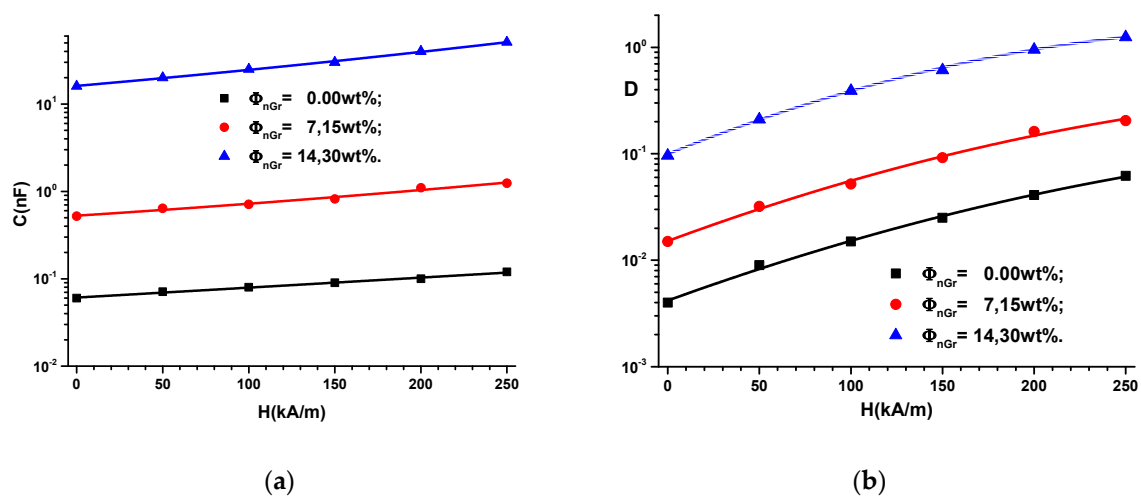 C(nF)
10¹
10⁰
10⁻¹
10⁻²
Φ_nGr= 0.00wt%;
Φ_nGr= 7,15wt%;
Φ_nGr= 14,30wt%.
0 50 100 150 200 250
H(kA/m)
(a)
D
10⁰
10⁻¹
10⁻²
10⁻³
Φ_nGr= 0.00wt%;
Φ_nGr= 7,15wt%;
Φ_nGr= 14,30wt%.
0 50 100 150 200 250
H(kA/m)
(b)